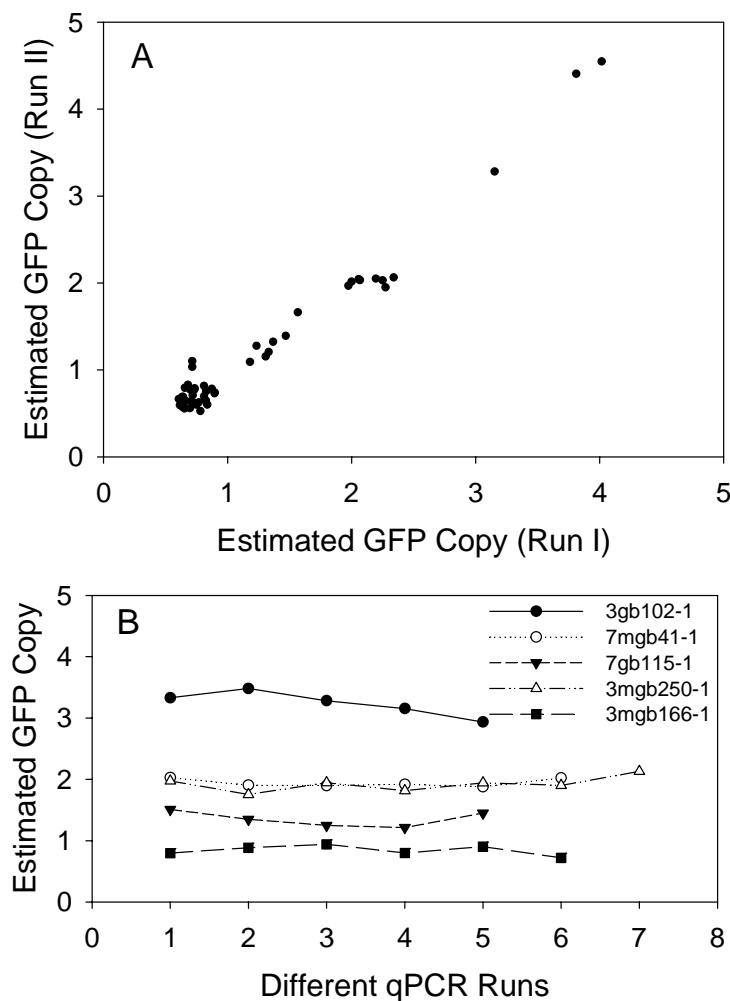 A
Estimated GFP Copy (Run II)
5
4
3
2
1
0
0 1 2 3 4 5
Estimated GFP Copy (Run I)
B
Estimated GFP Copy
5
4
3
2
1
0
3gb102-1
7mgb41-1
7gb115-1
3mgb250-1
3mgb166-1
0 1 2 3 4 5 6 7 8
Different qPCR Runs